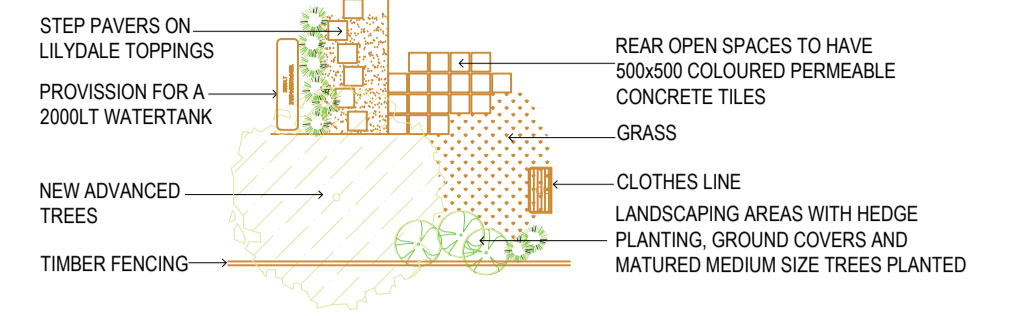 STEP PAVERS ON
LILYDALE TOPPINGS
PROVISSION FOR A
2000LT WATERTANK
NEW ADVANCED
TREES
TIMBER FENCING
REAR OPEN SPACES TO HAVE
500x500 COLOURED PERMEABLE
CONCRETE TILES
GRASS
CLOTHES LINE
LANDSCAPING AREAS WITH HEDGE
PLANTING, GROUND COVERS AND
MATURED MEDIUM SIZE TREES PLANTED